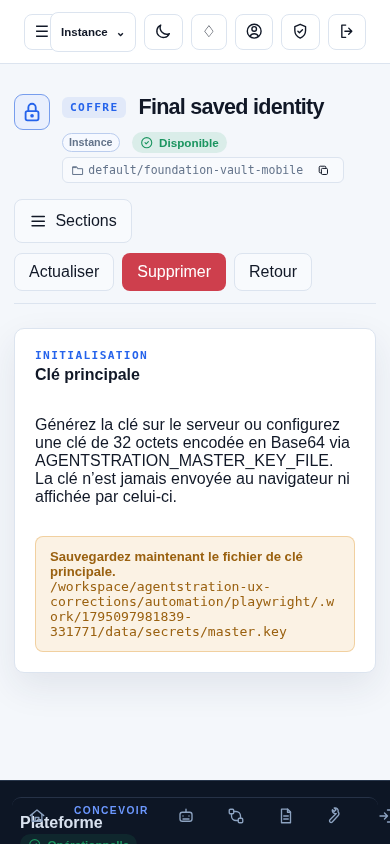 Instance
COFFRE
Final saved identity
Instance
Disponible
default/foundation-vault-mobile
Sections
Actualiser
Supprimer
Retour
INITIALISATION
Clé principale
Générez la clé sur le serveur ou configurez
une clé de 32 octets encodée en Base64 via
AGENTSTRATION_MASTER_KEY_FILE.
La clé n’est jamais envoyée au navigateur ni
affichée par celui-ci.
Sauvegardez maintenant le fichier de clé
principale.
/workspace/agentstration-ux-
corrections/automation/playwright/.w
ork/1795097981839-
331771/data/secrets/master.key
CONCEVOIR
Plateforme
Opérationnelle